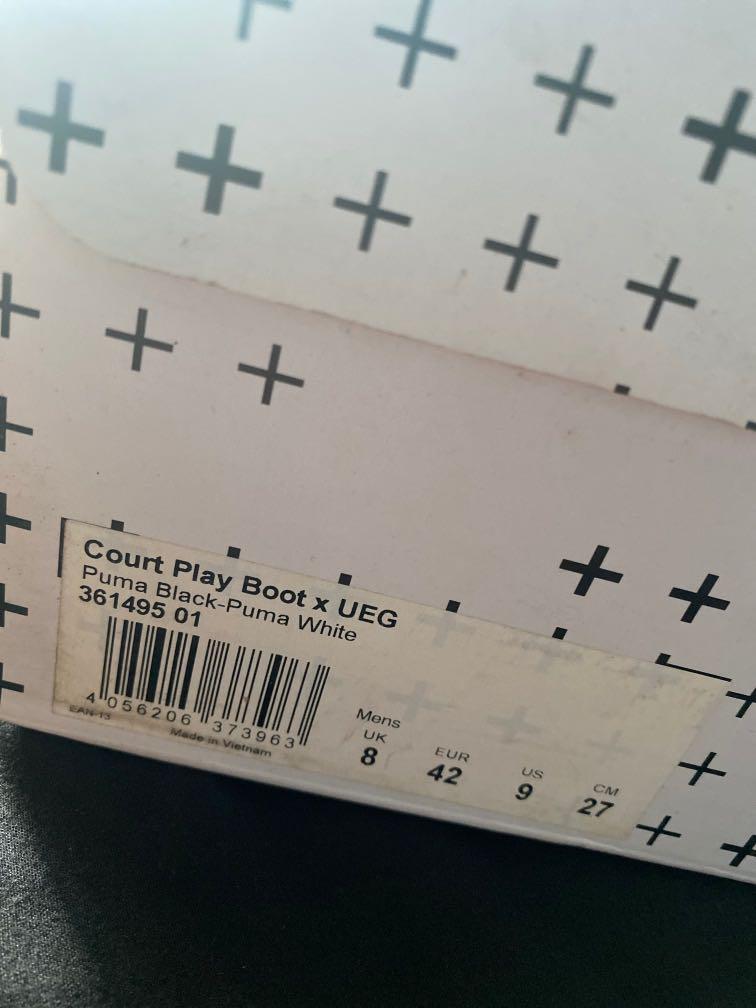 Court Play Boot x UEG
Puma Black-Puma White
361495 01
4 056206 373963
EAN-13
Made in Vietnam
Mens
UK EUR US CM
8 42 9 27